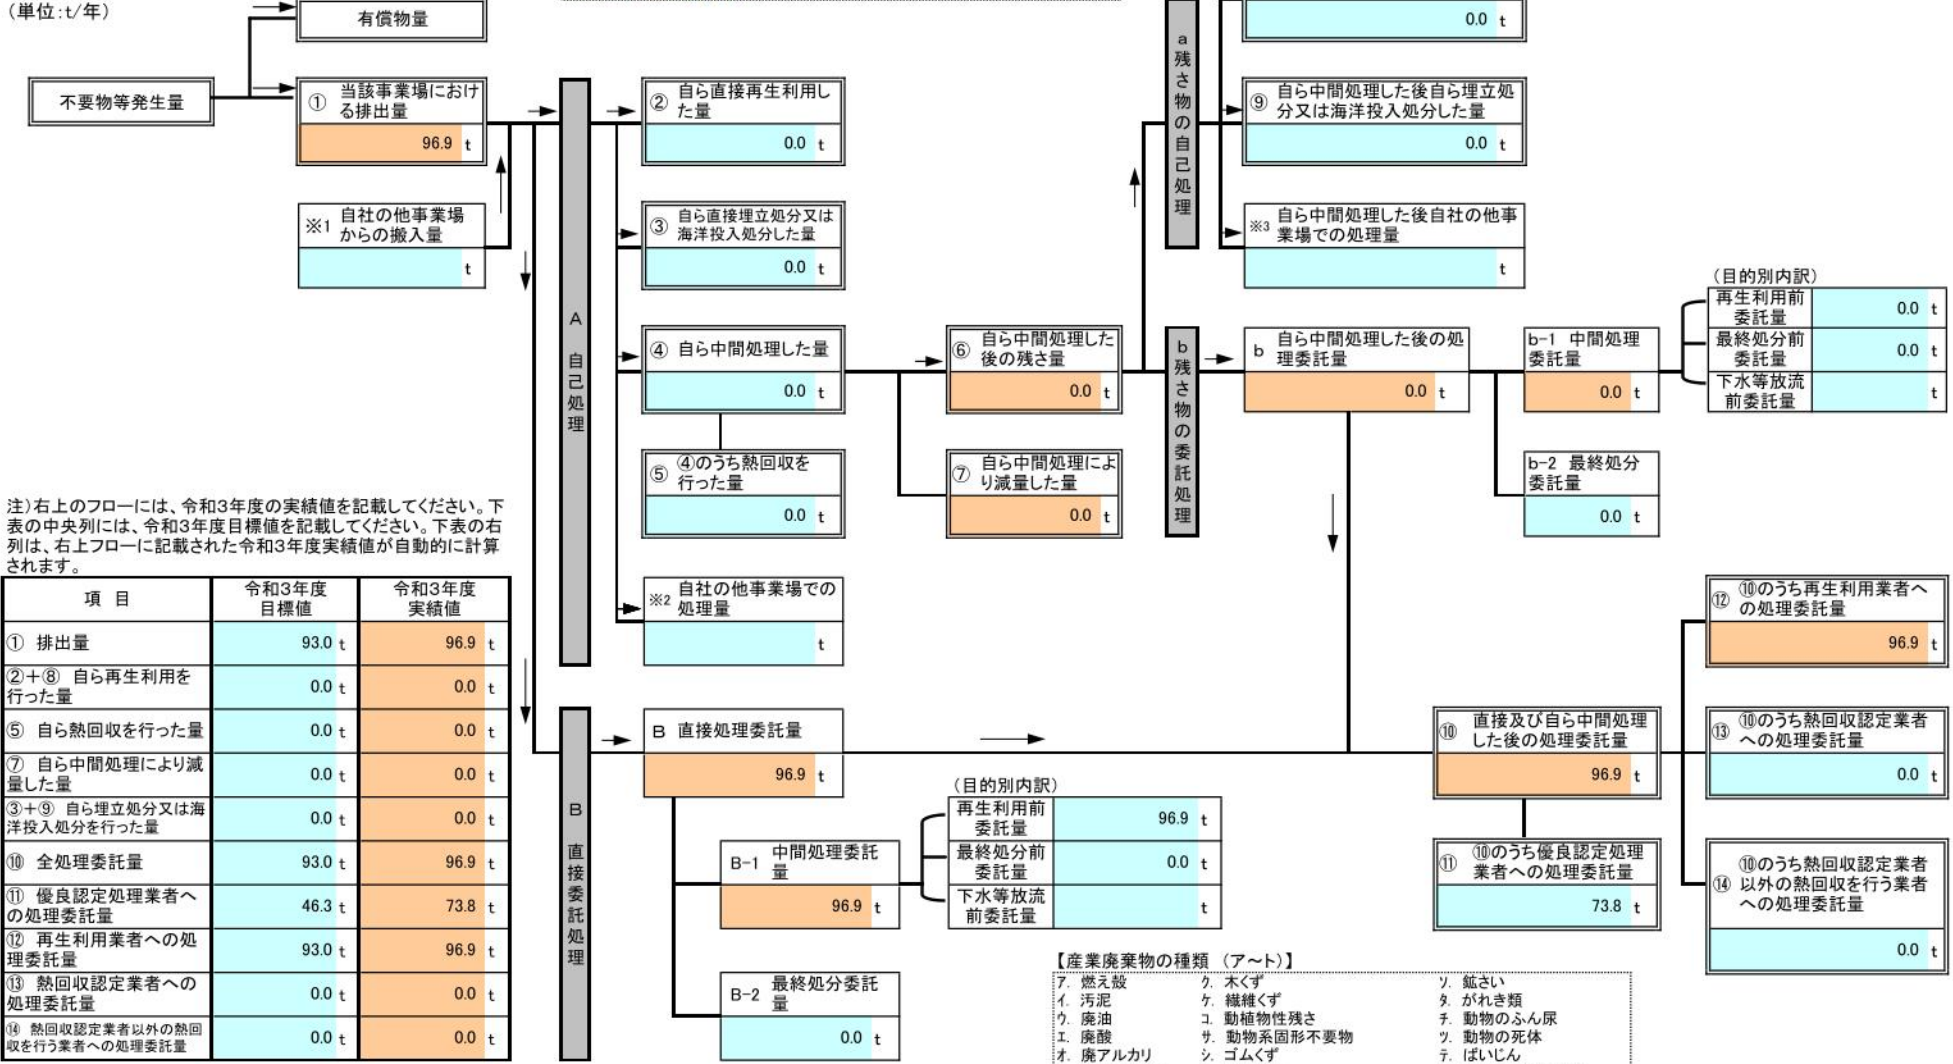 (単位:t/年)
有償物量
不要物等発生量
① 当該事業場におけ
る排出量
96.9 t
※1 自社の他事業場
からの搬入量
t
A 自己処理
② 自ら直接再生利用し
た量
0.0 t
③ 自ら直接埋立処分又は
海洋投入処分した量
0.0 t
④ 自ら中間処理した量
0.0 t
⑤ ④のうち熱回収を
行った量
0.0 t
※2 自社の他事業場での
処理量
t
⑥ 自ら中間処理した
後の残さ量
0.0 t
⑦ 自ら中間処理によ
り減量した量
0.0 t
a 残さ物の自己処理
0.0 t
⑨ 自ら中間処理した後自ら埋立処
分又は海洋投入処分した量
0.0 t
※3 自ら中間処理した後自社の他事
業場での処理量
t
b 残さ物の委託処理
b 自ら中間処理した後の処
理委託量
0.0 t
b-1 中間処理
委託量
0.0 t
b-2 最終処分
委託量
0.0 t
(目的別内訳)
再生利用前
委託量 0.0 t
最終処分前
委託量 0.0 t
下水等放流
前委託量 t
注)右上のフローには、令和3年度の実績値を記載してください。下
表の中央列には、令和3年度目標値を記載してください。下表の右
列は、右上フローに記載された令和3年度実績値が自動的に計算
されます。
項 目 令和3年度
目標値 令和3年度
実績値
① 排出量 93.0 t 96.9 t
②+⑧ 自ら再生利用を
行った量 0.0 t 0.0 t
⑤ 自ら熱回収を行った量 0.0 t 0.0 t
⑦ 自ら中間処理により減
量した量 0.0 t 0.0 t
③+⑨ 自ら埋立処分又は海
洋投入処分を行った量 0.0 t 0.0 t
⑩ 全処理委託量 93.0 t 96.9 t
⑪ 優良認定処理業者へ
の処理委託量 46.3 t 73.8 t
⑫ 再生利用業者への処
理委託量 93.0 t 96.9 t
⑬ 熱回収認定業者への
処理委託量 0.0 t 0.0 t
⑭ 熱回収認定業者以外の熱回
収を行う業者への処理委託量 0.0 t 0.0 t
B 直接委託処理
B 直接処理委託量
96.9 t
B-1 中間処理委託
量
96.9 t
B-2 最終処分委託
量
0.0 t
(目的別内訳)
再生利用前
委託量 96.9 t
最終処分前
委託量 0.0 t
下水等放流
前委託量 t
⑩ 直接及び自ら中間処理
した後の処理委託量
96.9 t
⑪ ⑩のうち優良認定処理
業者への処理委託量
73.8 t
⑫ ⑩のうち再生利用業者へ
の処理委託量
96.9 t
⑬ ⑩のうち熱回収認定業者
への処理委託量
0.0 t
⑭ ⑩のうち熱回収認定業者
以外の熱回収を行う業者
への処理委託量
0.0 t
【産業廃棄物の種類 (ア～ト)】
ア. 燃え殻 ク. 木くず ソ. 鉱さい
イ. 汚泥 ケ. 繊維くず タ. がれき類
ウ. 廃油 コ. 動植物性残さ チ. 動物のふん尿
エ. 廃酸 サ. 動物系固形不要物 ツ. 動物の死体
オ. 廃アルカリ シ. ゴムくず テ. ばいじん